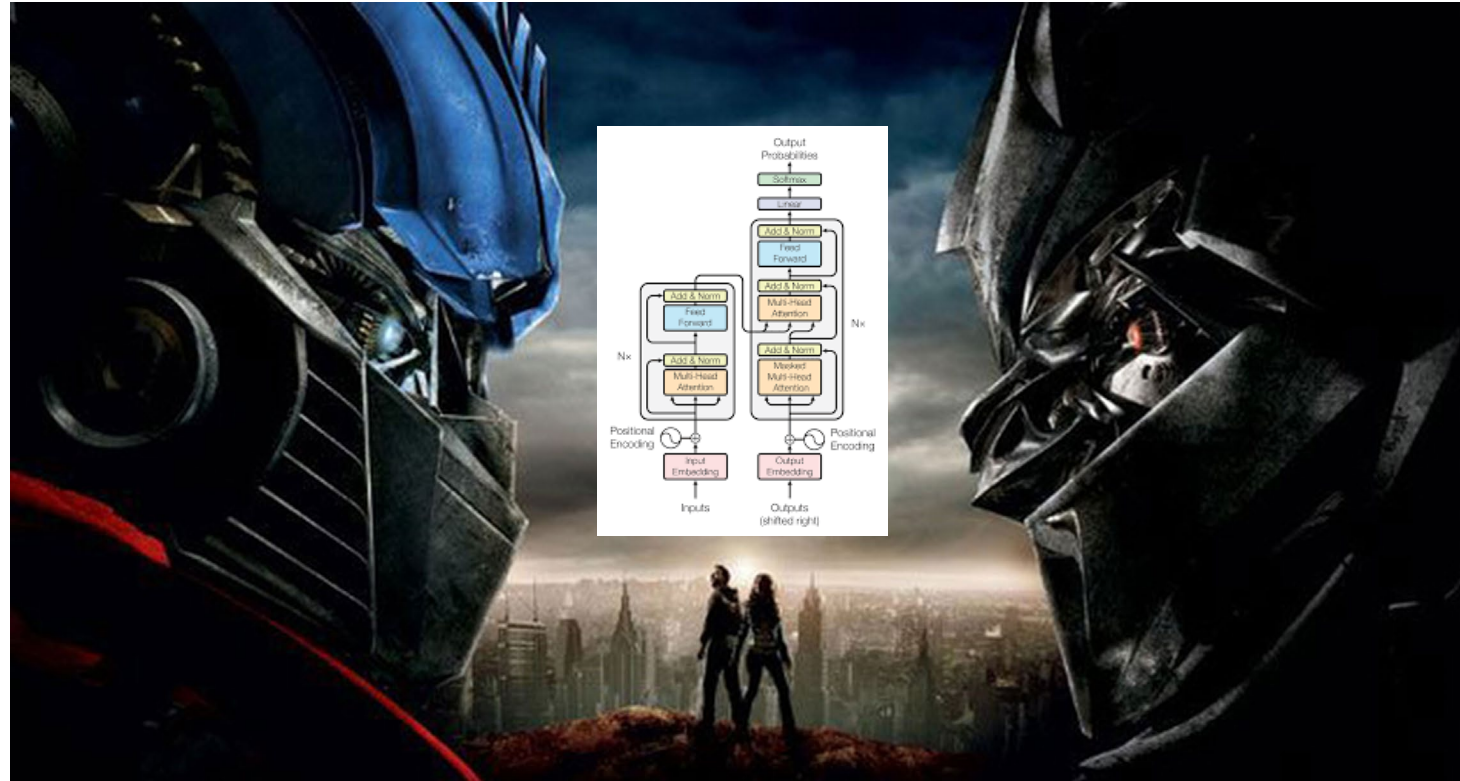 Output
Probabilities
Softmax
Linear
Add & Norm
Feed
Forward
Add & Norm
Multi-Head
Attention
Nx
Add & Norm
Masked
Multi-Head
Attention
Add & Norm
Feed
Forward
Nx
Add & Norm
Multi-Head
Attention
Positional
Encoding
Positional
Encoding
Input
Embedding
Output
Embedding
Inputs
Outputs
(shifted right)